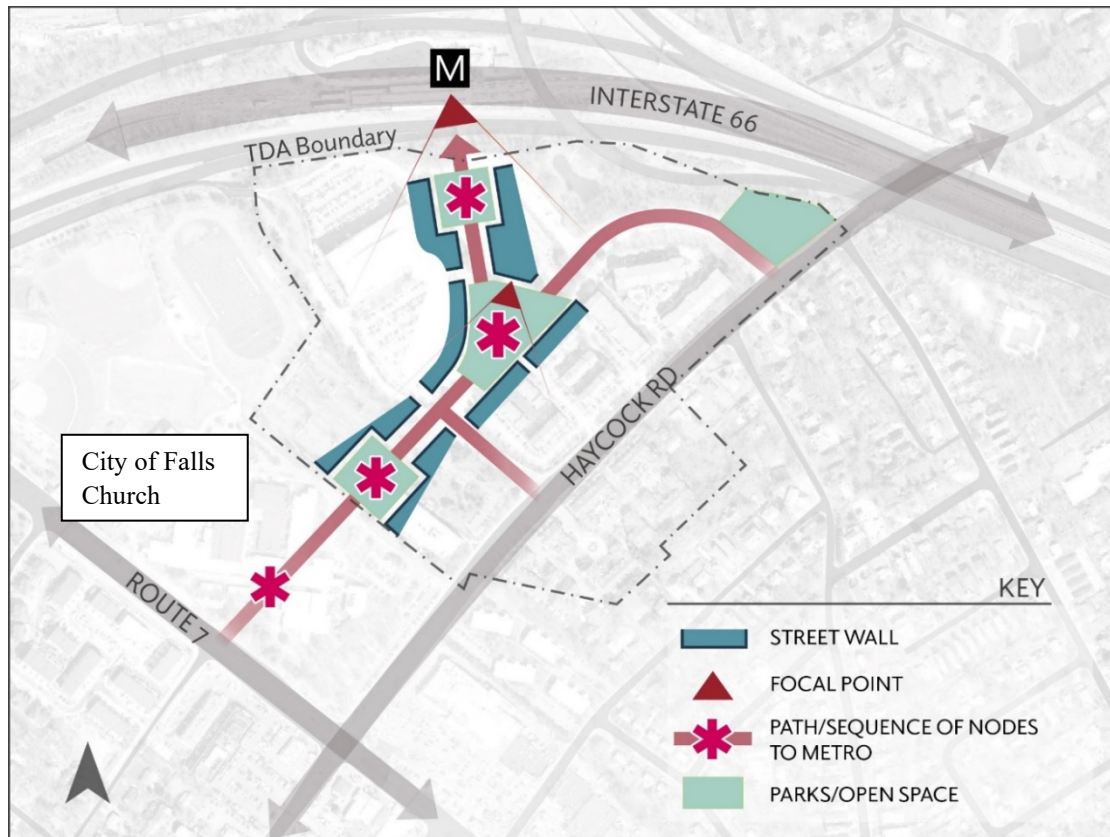 M
INTERSTATE 66
TDA Boundary
HAYCOCK RD
City of Falls
Church
ROUTE 7
KEY
STREET WALL
FOCAL POINT
PATH/SEQUENCE OF NODES
TO METRO
PARKS/OPEN SPACE